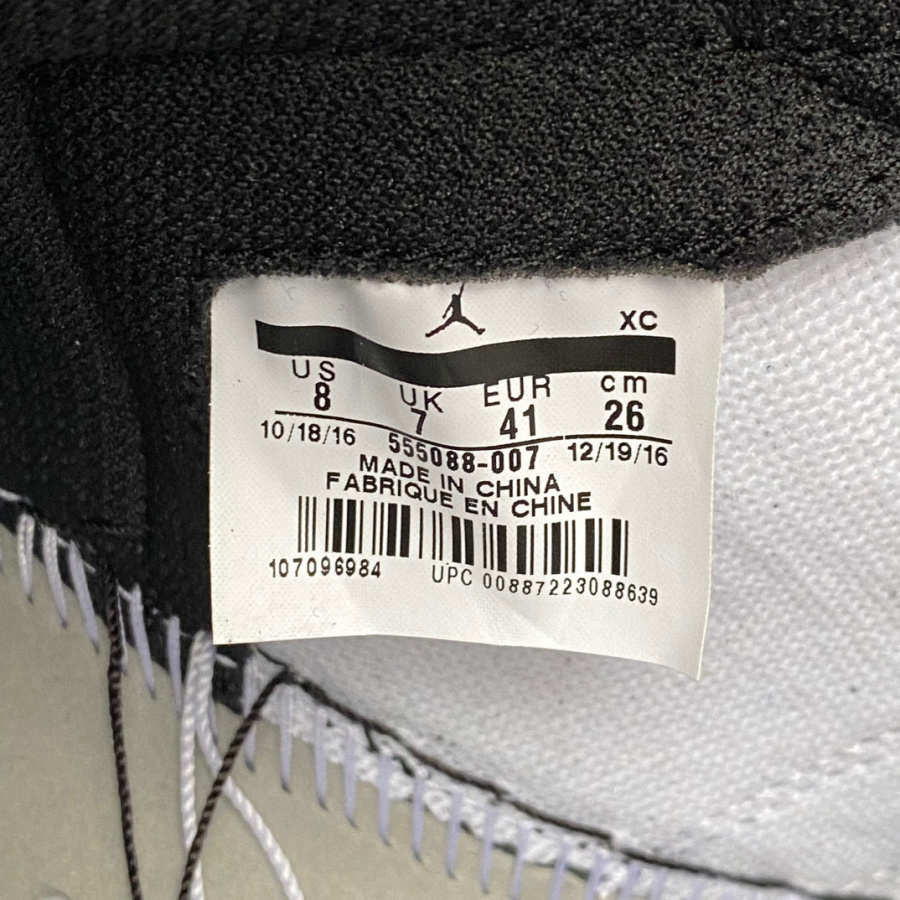 XC
US UK EUR cm
8 7 41 26
10/18/16 555088-007 12/19/16
MADE IN CHINA
FABRIQUE EN CHINE
107096984 UPC 00887223088639